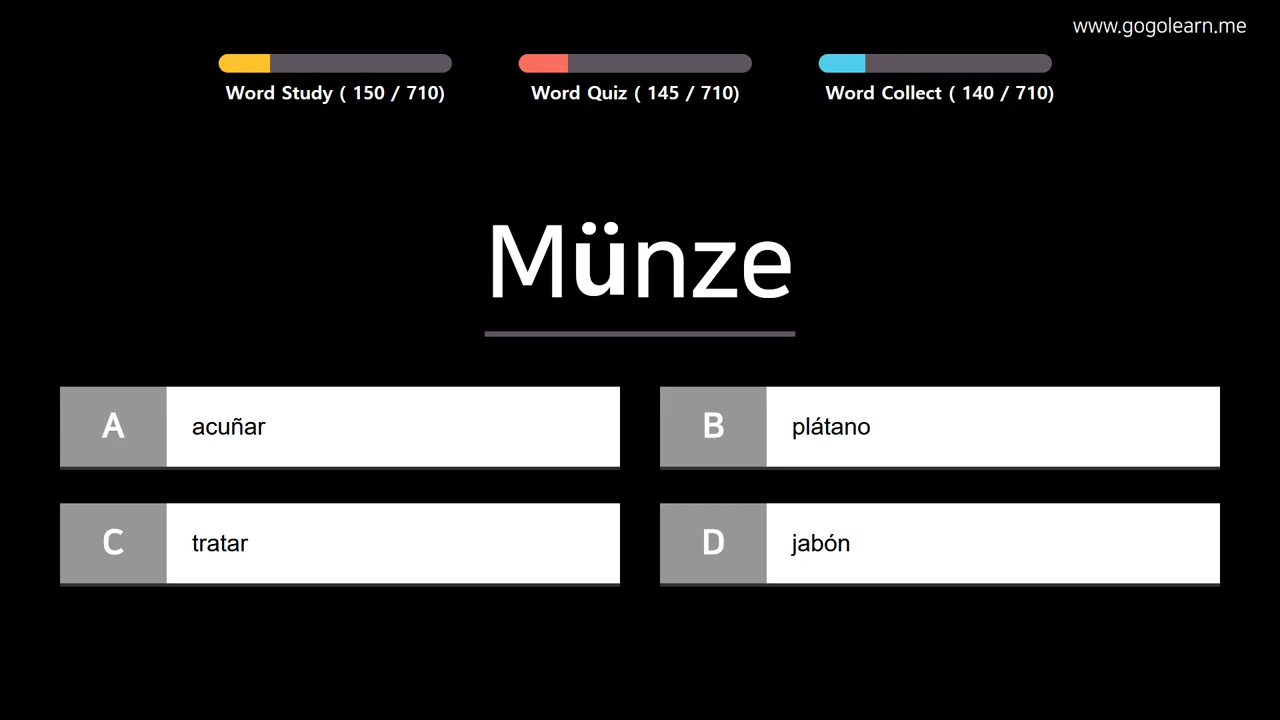 www.gogolearn.me
Word Study ( 150 / 710)
Word Quiz ( 145 / 710)
Word Collect ( 140 / 710)
Münze
A acuñar
B plátano
C tratar
D jabón